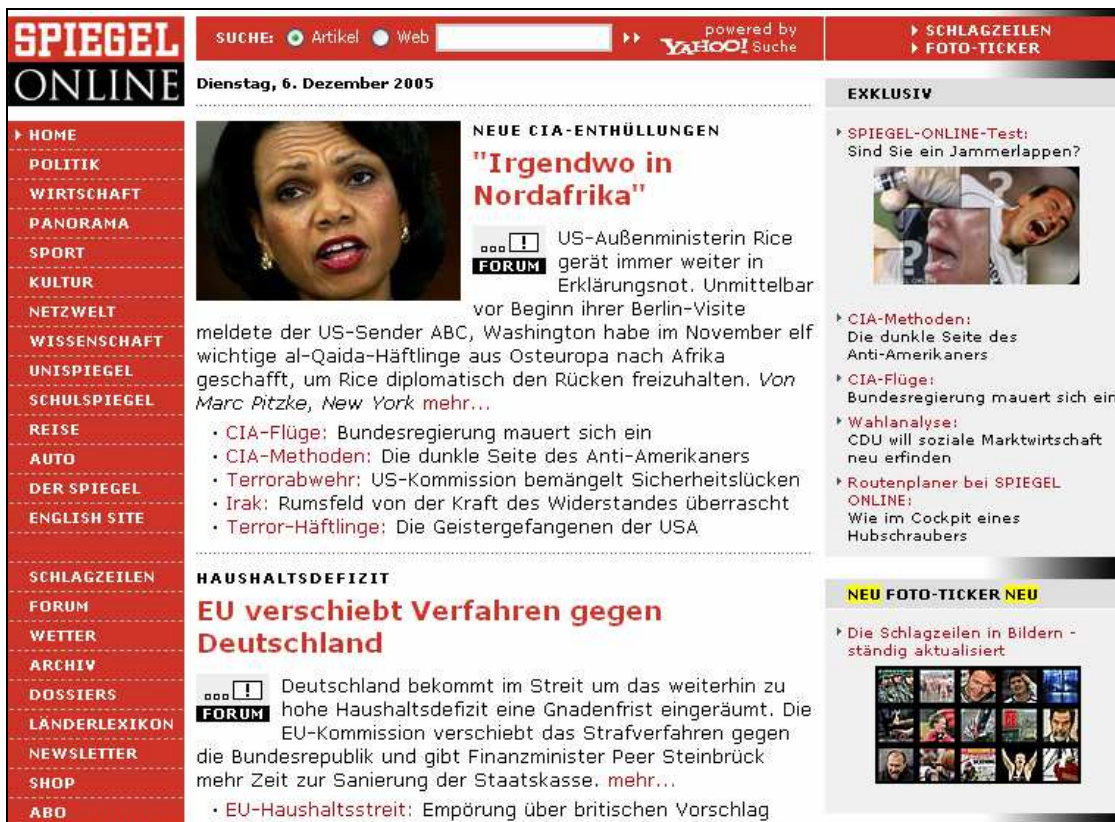 SPIEGEL
ONLINE
SUCHE: Artikel Web
powered by
YAHOO! Suche
SCHLAGZEILEN
FOTO-TICKER
Dienstag, 6. Dezember 2005
HOME
POLITIK
WIRTSCHAFT
PANORAMA
SPORT
KULTUR
NETZWELT
WISSENSCHAFT
UNISPIEGEL
SCHULSPIEGEL
REISE
AUTO
DER SPIEGEL
ENGLISH SITE
SCHLAGZEILEN
FORUM
WETTER
ARCHIV
DOSSIERS
LÄNDERLEXIKON
NEWSLETTER
SHOP
ABO
NEUE CIA-ENTHÜLLUNGEN
"Irgendwo in
Nordafrika"
...!
FORUM
US-Außenministerin Rice
gerät immer weiter in
Erklärungsnot. Unmittelbar
vor Beginn ihrer Berlin-Visite
meldete der US-Sender ABC, Washington habe im November elf
wichtige al-Qaida-Häftlinge aus Osteuropa nach Afrika
geschafft, um Rice diplomatisch den Rücken freizuhalten. Von
Marc Pitzke, New York mehr...
· CIA-Flüge: Bundesregierung mauert sich ein
· CIA-Methoden: Die dunkle Seite des Anti-Amerikaners
· Terrorabwehr: US-Kommission bemängelt Sicherheitslücken
· Irak: Rumsfeld von der Kraft des Widerstandes überrascht
· Terror-Häftlinge: Die Geistergefangenen der USA
HAUSHALTSDEFIZIT
EU verschiebt Verfahren gegen
Deutschland
...!
FORUM
Deutschland bekommt im Streit um das weiterhin zu
hohe Haushaltsdefizit eine Gnadenfrist eingeräumt. Die
EU-Kommission verschiebt das Strafverfahren gegen
die Bundesrepublik und gibt Finanzminister Peer Steinbrück
mehr Zeit zur Sanierung der Staatskasse. mehr...
· EU-Haushaltsstreit: Empörung über britischen Vorschlag
EXKLUSIV
SPIEGEL-ONLINE-Test:
Sind Sie ein Jammerlappen?
? ?
?
CIA-Methoden:
Die dunkle Seite des
Anti-Amerikaners
CIA-Flüge:
Bundesregierung mauert sich ein
Wahlanalyse:
CDU will soziale Marktwirtschaft
neu erfinden
Routenplaner bei SPIEGEL
ONLINE:
Wie im Cockpit eines
Hubschraubers
NEU FOTO-TICKER NEU
Die Schlagzeilen in Bildern -
ständig aktualisiert